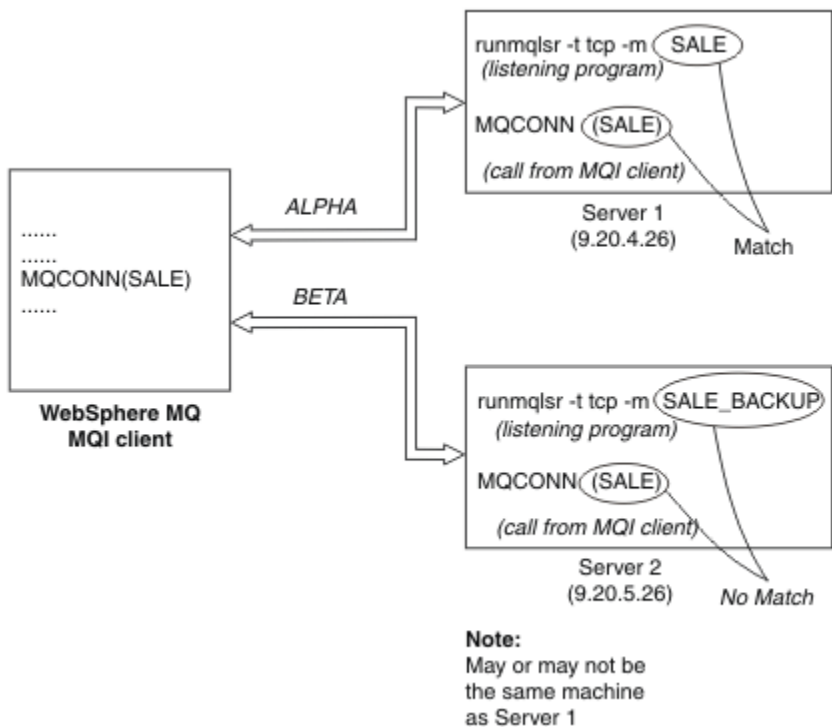 runmqlsr -t tcp -m SALE
(listening program)
MQCONN (SALE)
(call from MQI client)
Server 1
(9.20.4.26)
Match
ALPHA
......
......
MQCONN(SALE)
......
BETA
WebSphere MQ
MQI client
runmqlsr -t tcp -m SALE_BACKUP
(listening program)
MQCONN (SALE)
(call from MQI client)
Server 2
(9.20.5.26)
No Match
Note:
May or may not be
the same machine
as Server 1